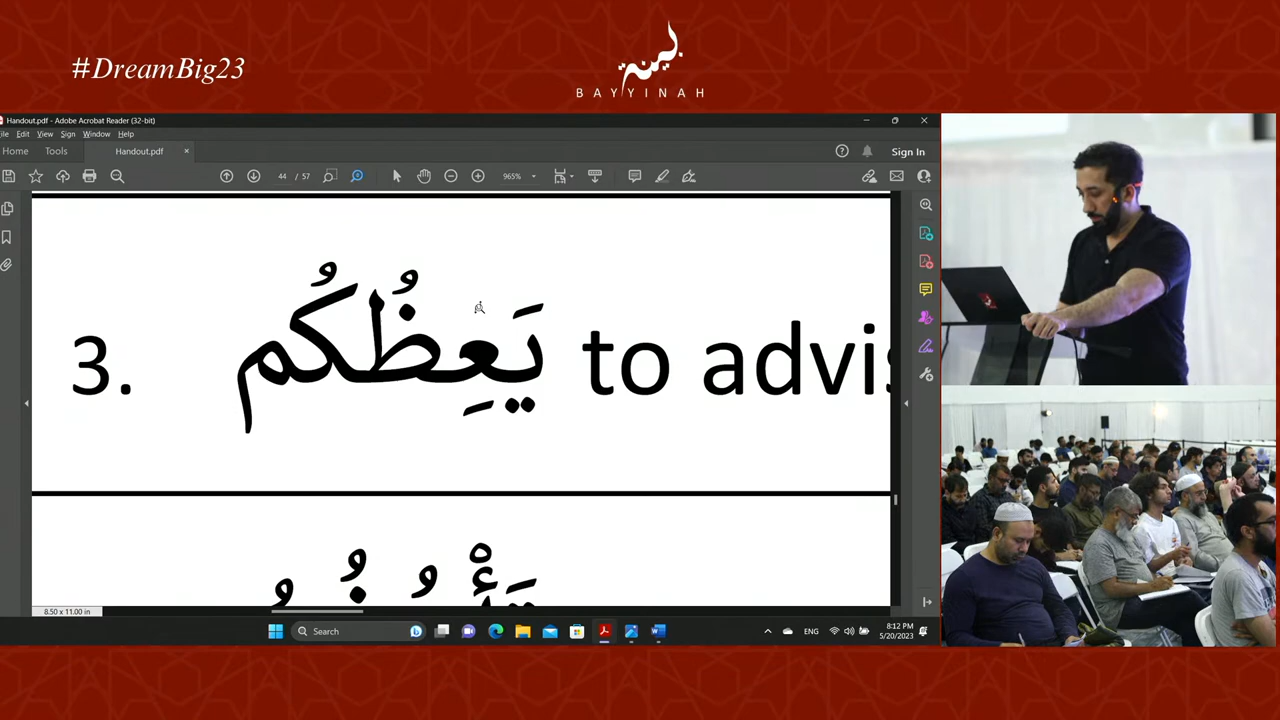 #DreamBig23
بينة
BAYYINAH
Handout.pdf - Adobe Acrobat Reader (32-bit)
File Edit View Sign Window Help
Home Tools Handout.pdf × Sign In
44 / 57 965%
3. يَعِظُكُم to advis
8.50 x 11.00 in
Search ENG 8:12 PM
5/20/2023